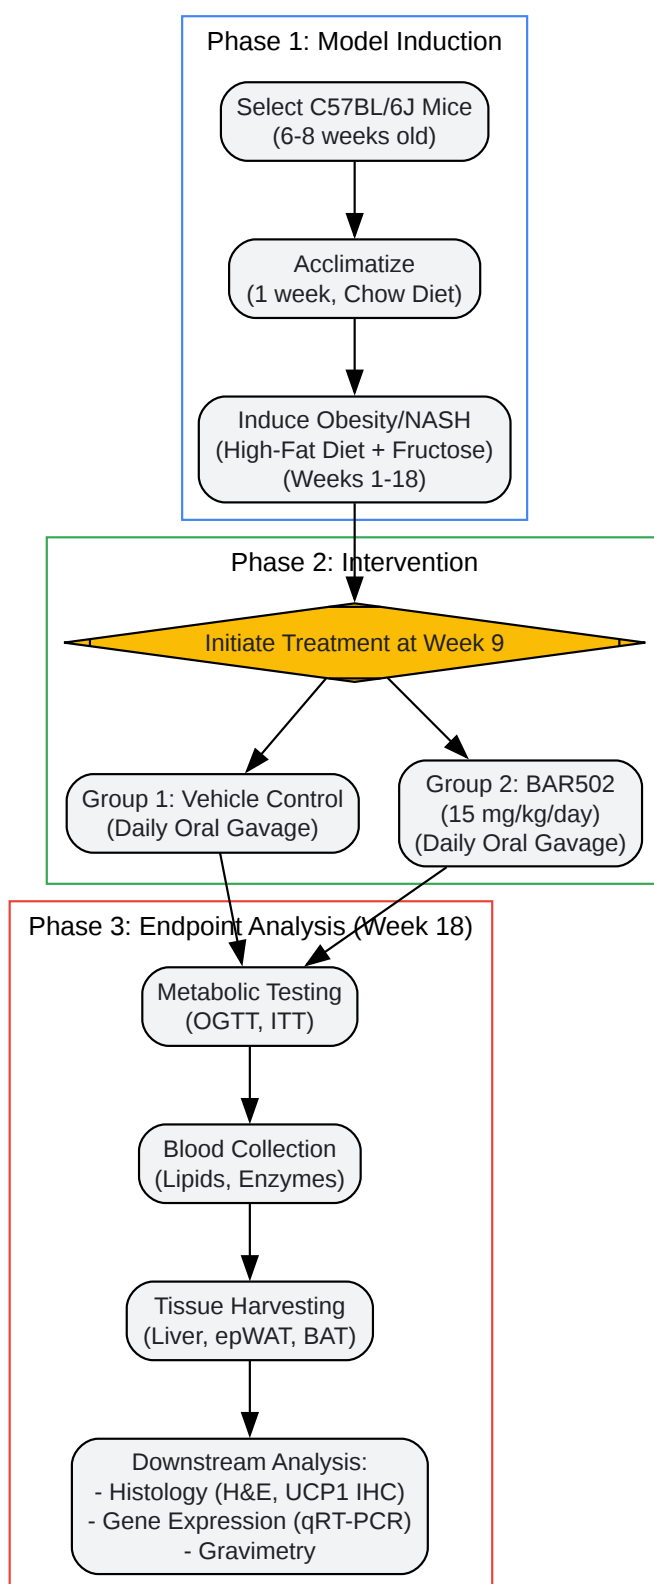 Phase 1: Model Induction
Select C57BL/6J Mice
(6-8 weeks old)
Acclimatize
(1 week, Chow Diet)
Induce Obesity/NASH
(High-Fat Diet + Fructose)
(Weeks 1-18)
Phase 2: Intervention
Initiate Treatment at Week 9
Group 1: Vehicle Control
(Daily Oral Gavage)
Group 2: BAR502
(15 mg/kg/day)
(Daily Oral Gavage)
Phase 3: Endpoint Analysis (Week 18)
Metabolic Testing
(OGTT, ITT)
Blood Collection
(Lipids, Enzymes)
Tissue Harvesting
(Liver, epWAT, BAT)
Downstream Analysis:
- Histology (H&E, UCP1 IHC)
- Gene Expression (qRT-PCR)
- Gravimetry